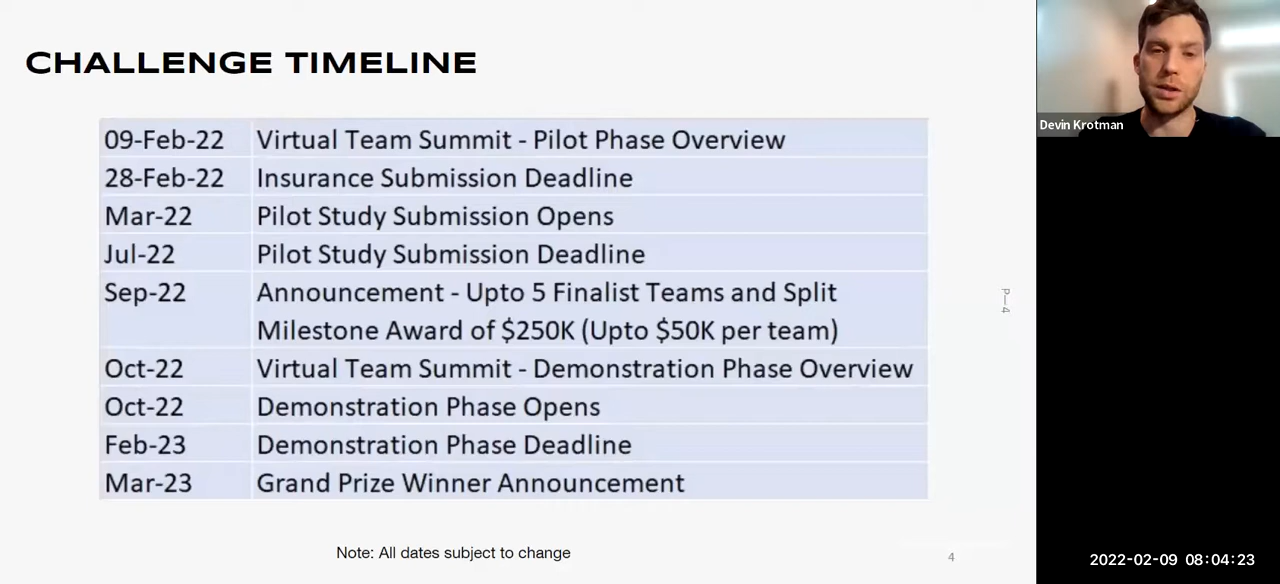 CHALLENGE TIMELINE
09-Feb-22 Virtual Team Summit - Pilot Phase Overview
28-Feb-22 Insurance Submission Deadline
Mar-22 Pilot Study Submission Opens
Jul-22 Pilot Study Submission Deadline
Sep-22 Announcement - Upto 5 Finalist Teams and Split
Milestone Award of $250K (Upto $50K per team)
Oct-22 Virtual Team Summit - Demonstration Phase Overview
Oct-22 Demonstration Phase Opens
Feb-23 Demonstration Phase Deadline
Mar-23 Grand Prize Winner Announcement
Note: All dates subject to change
4
P—4
Devin Krotman
2022-02-09 08:04:23